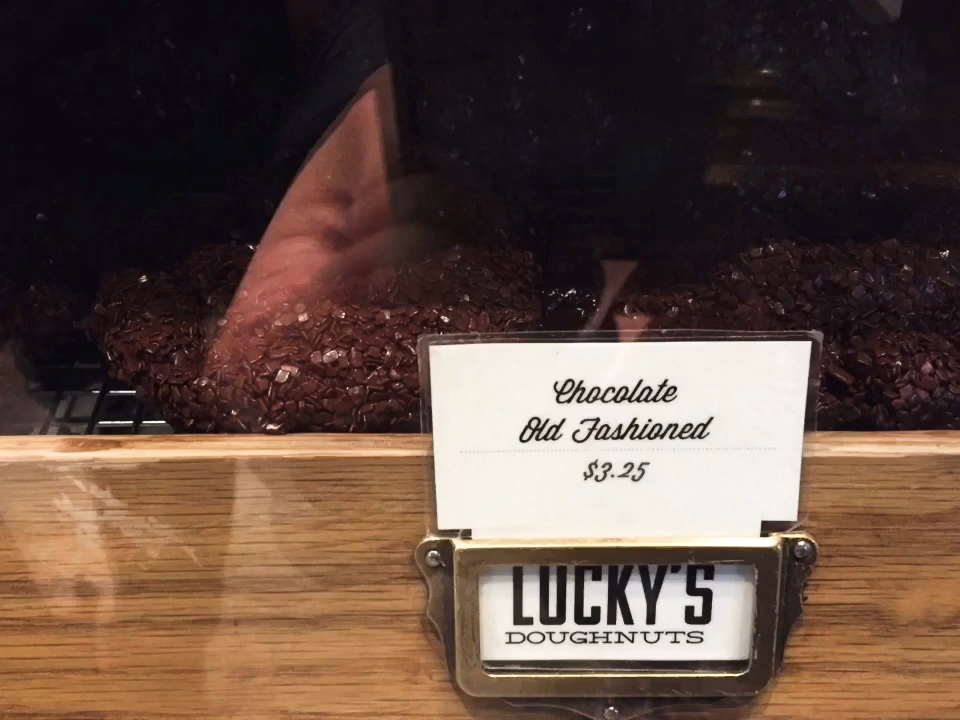 Chocolate
Old Fashioned
$3.25
LUCKY'S
DOUGHNUTS